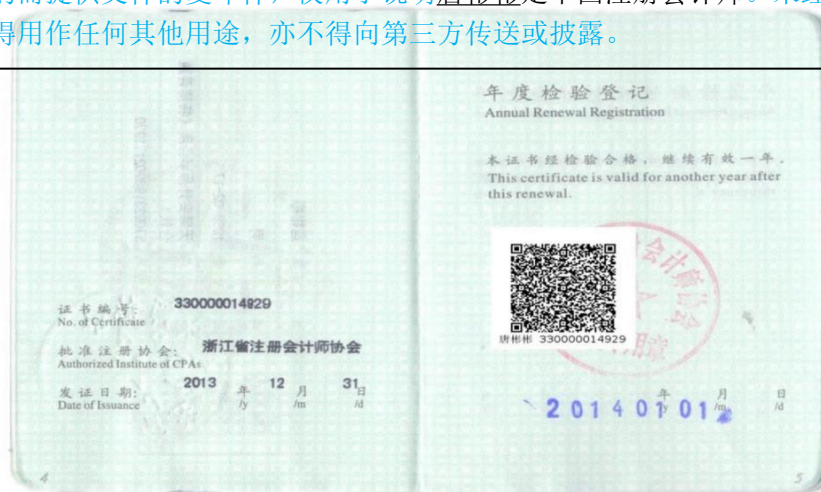 得用作任何其他用途，亦不得向第三方传送或披露。
年度检验登记
Annual Renewal Registration
本证书经检验合格，继续有效一年。
This certificate is valid for another year after
this renewal.
唐彬彬 330000014929
证书编号：
330000014929
No. of Certificate
批准注册协会：
浙江省注册会计师协会
Authorized Institute of CPAs
发证日期：
2013 年 12 月 31 日
Date of Issuance
/y /m /d
年 月 日
20140101
/y /m /d
4
5